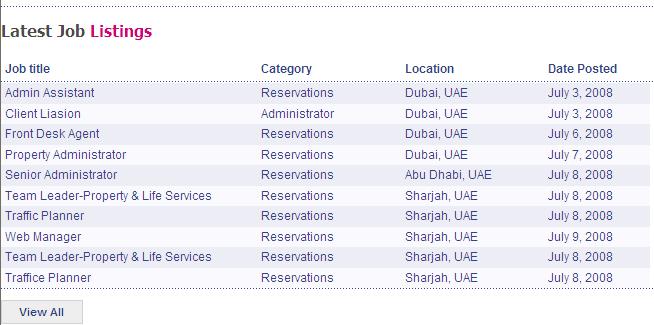 Latest Job Listings
Job title Category Location Date Posted
Admin Assistant Reservations Dubai, UAE July 3, 2008
Client Liasion Administrator Dubai, UAE July 3, 2008
Front Desk Agent Reservations Dubai, UAE July 6, 2008
Property Administrator Reservations Dubai, UAE July 7, 2008
Senior Administrator Reservations Abu Dhabi, UAE July 8, 2008
Team Leader-Property & Life Services Reservations Sharjah, UAE July 8, 2008
Traffic Planner Reservations Sharjah, UAE July 8, 2008
Web Manager Reservations Sharjah, UAE July 9, 2008
Team Leader-Property & Life Services Reservations Sharjah, UAE July 8, 2008
Traffice Planner Reservations Sharjah, UAE July 8, 2008
View All